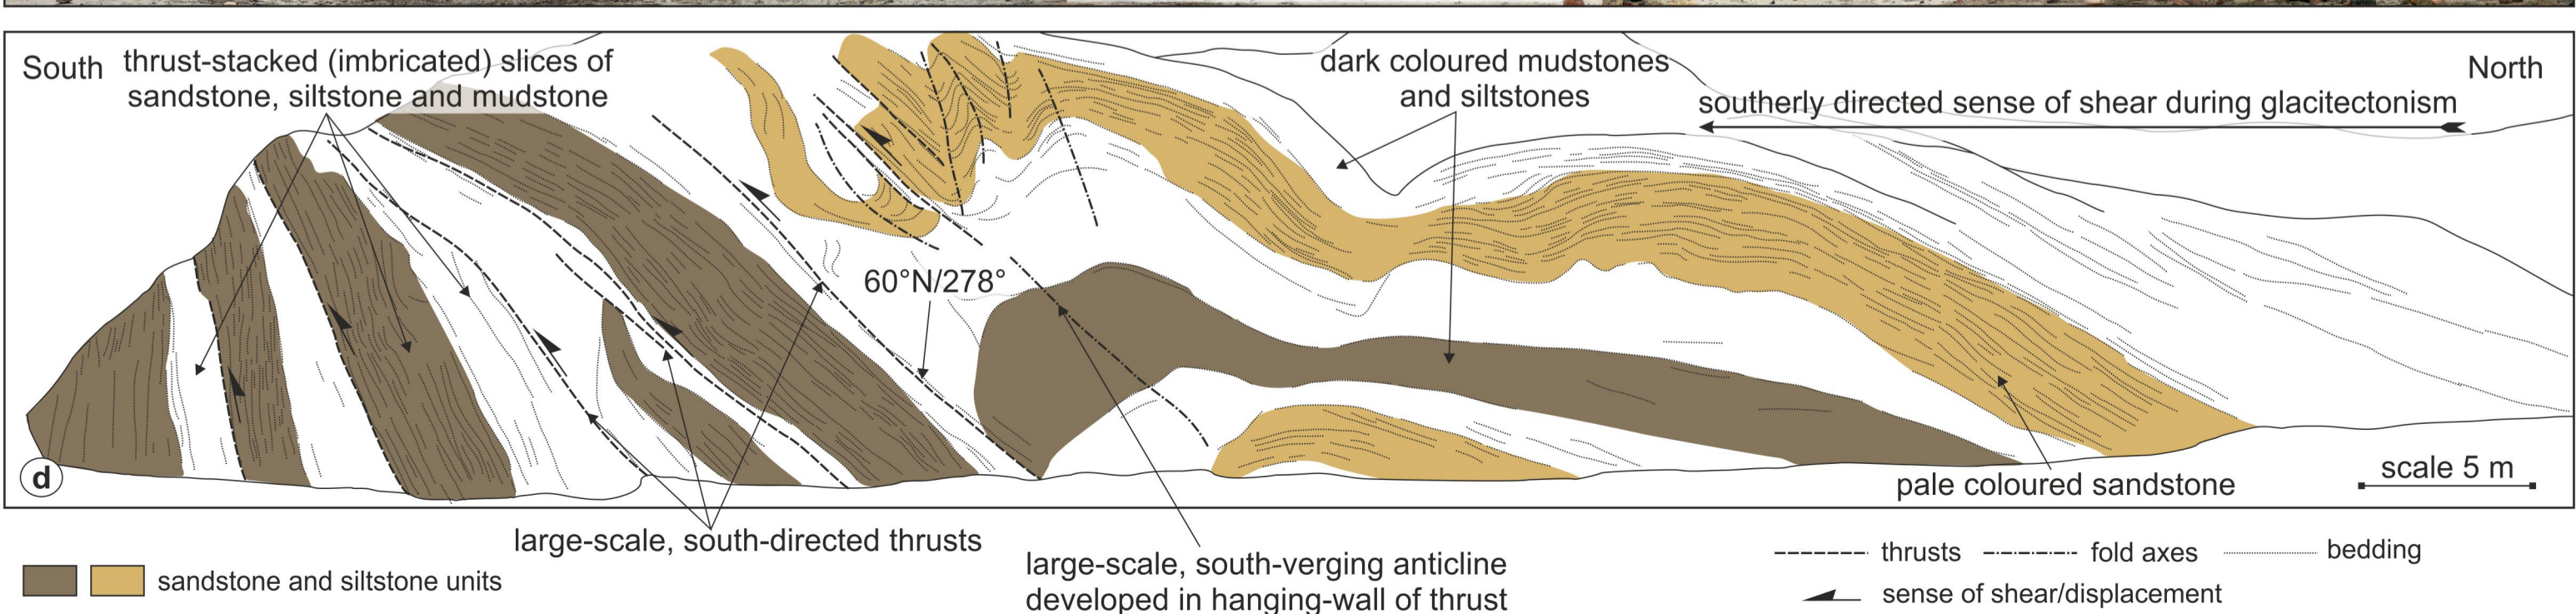 South
thrust-stacked (imbricated) slices of
sandstone, siltstone and mudstone
dark coloured mudstones
and siltstones
North
southerly directed sense of shear during glacitectonism
60°N/278°
d
pale coloured sandstone
scale 5 m
large-scale, south-directed thrusts
large-scale, south-verging anticline
developed in hanging-wall of thrust
sandstone and siltstone units
thrusts
fold axes
bedding
sense of shear/displacement